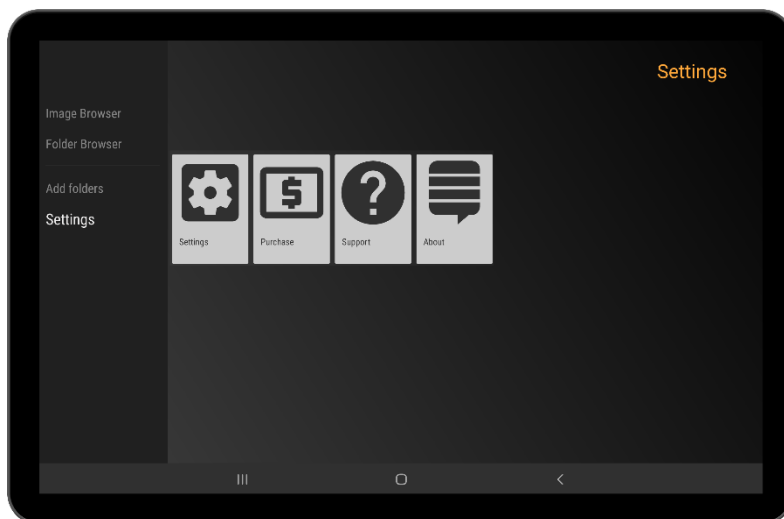 Settings
Image Browser
Folder Browser
Add folders
Settings
Settings
Purchase
Support
About